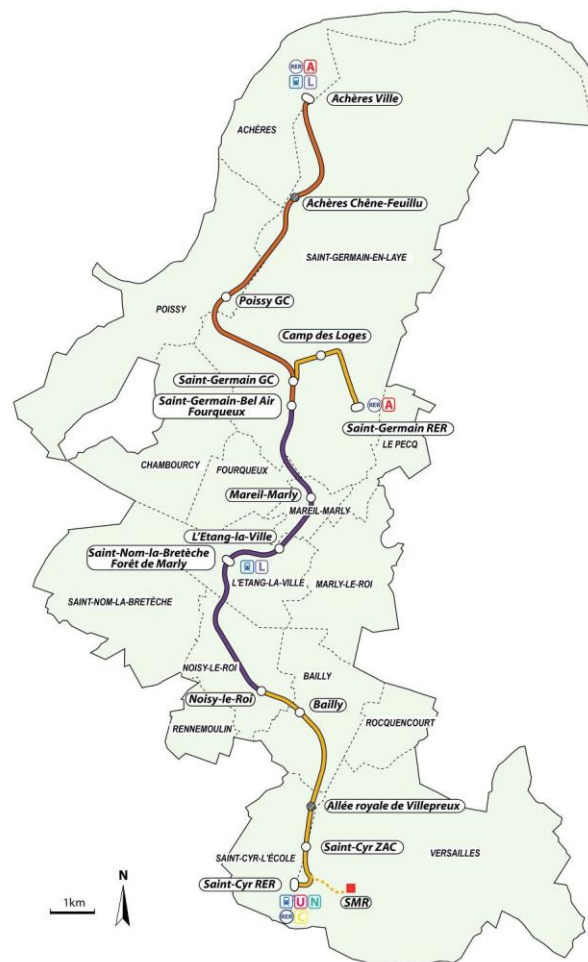 RER A
L
Achères Ville
ACHÈRES
Achères Chêne-Feuillu
SAINT-GERMAIN-EN-LAYE
Poissy GC
POISSY
Camp des Loges
Saint-Germain GC
Saint-Germain-Bel Air
Fourqueux
RER A
Saint-Germain RER
LE PECQ
CHAMBOURCY
FOURQUEUX
Mareil-Marly
MAREIL-MARLY
L'Etang-la-Ville
Saint-Nom-la-Bretèche
Forêt de Marly
L
L'ETANG-LA-VILLE
MARLY-LE-ROI
SAINT-NOM-LA-BRETÈCHE
NOISY-LE-ROI
BAILLY
Noisy-le-Roi
Bailly
RENNEMOULIN
ROCQUENCOURT
Allée royale de Villepreux
Saint-Cyr ZAC
SAINT-CYR-L'ÉCOLE
VERSAILLES
Saint-Cyr RER
SMR
U N
RER C
N
1km